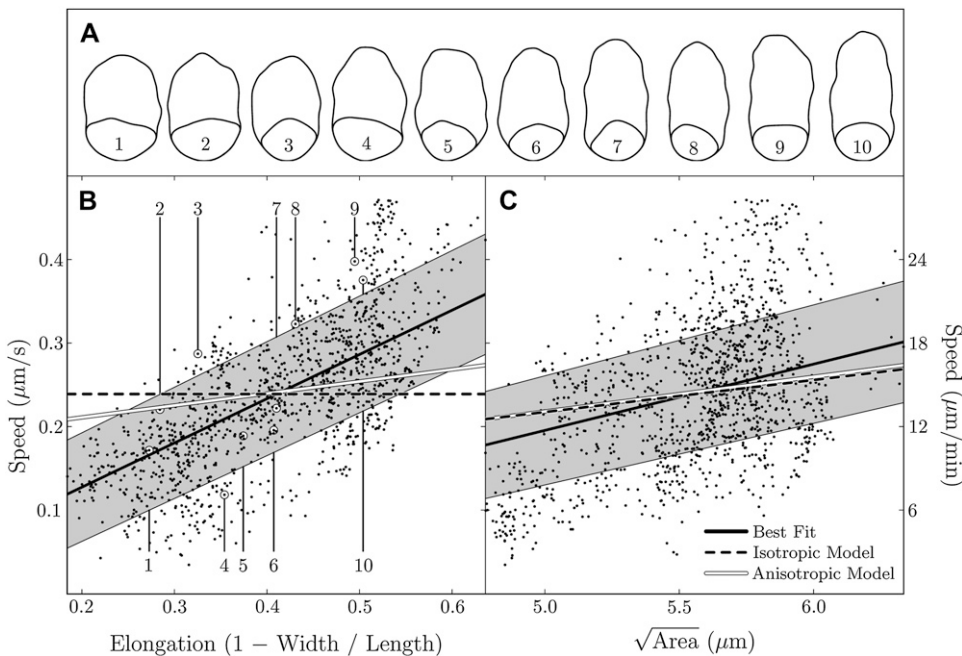 A
1 2 3 4 5 6 7 8 9 10
B
2 3 7 8 9
1 4 5 6 10
0.4
0.3
0.2
0.1
Speed (μm/s)
0.2 0.3 0.4 0.5 0.6
Elongation (1 − Width / Length)
C
24
18
12
6
Speed (μm/min)
Best Fit
Isotropic Model
Anisotropic Model
5.0 5.5 6.0
√Area (μm)